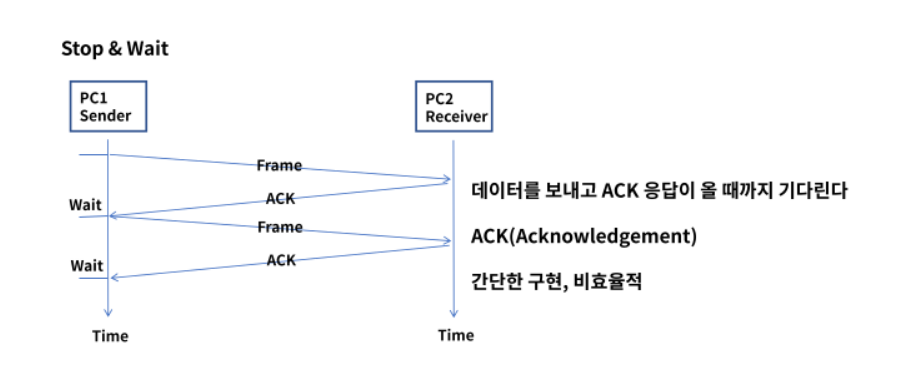 Stop & Wait
PC1
Sender
PC2
Receiver
Frame
데이터를 보내고 ACK 응답이 올 때까지 기다린다
ACK
Wait
Frame
ACK(Acknowledgement)
ACK
Wait
간단한 구현, 비효율적
Time
Time